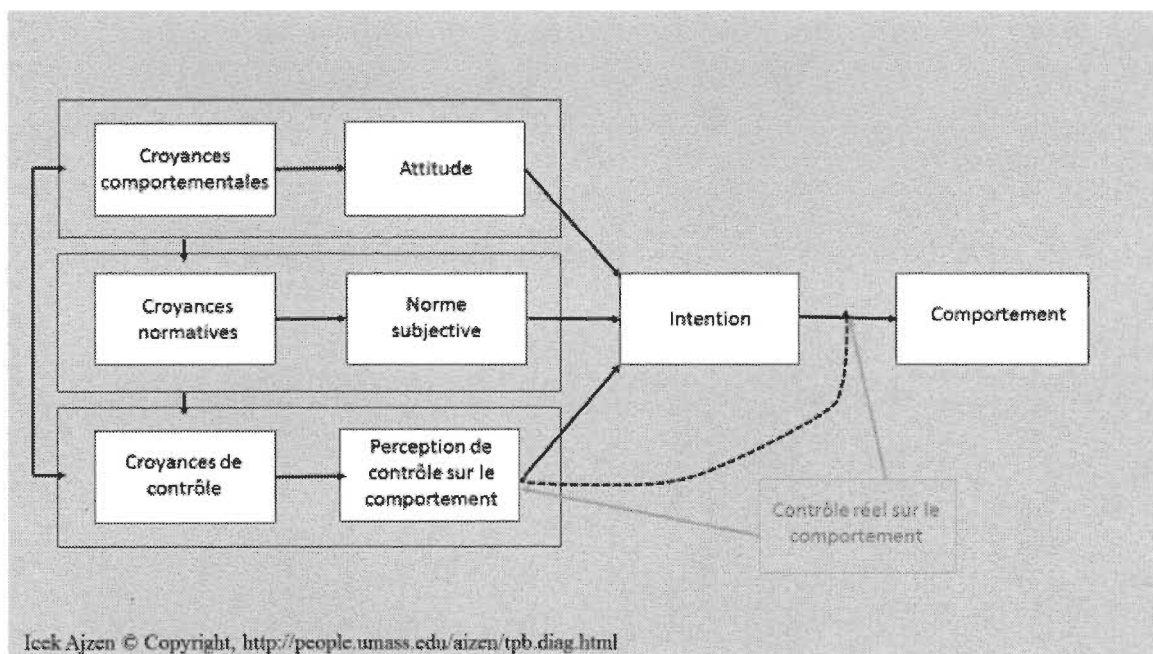 Croyances
comportementales
Attitude
Croyances
normatives
Norme
subjective
Intention
Comportement
Croyances de
contrôle
Perception de
contrôle sur le
comportement
Contrôle réel sur le
comportement
Icek Ajzen © Copyright, http://people.umass.edu/aizen/tpb.diag.html